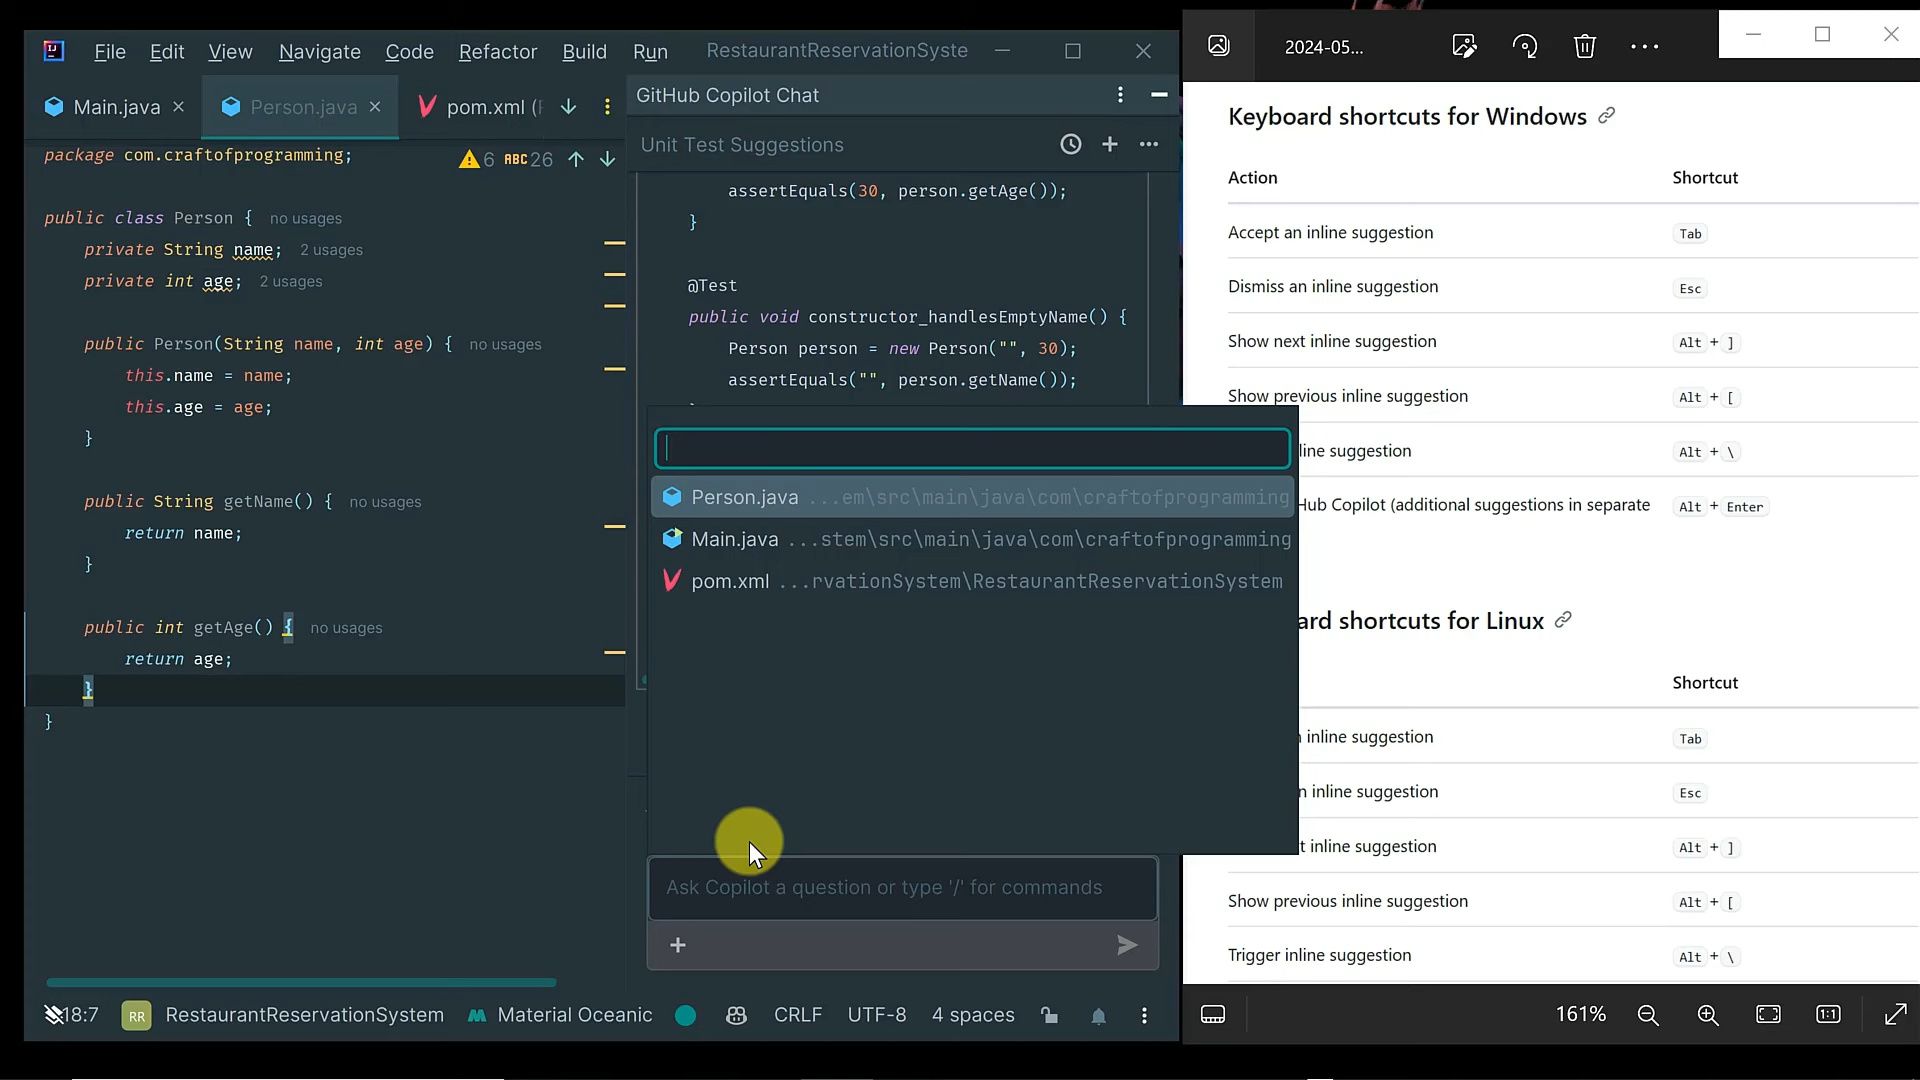 File Edit View Navigate Code Refactor Build Run RestaurantReservationSyste
Main.java Person.java pom.xml (
package com.craftofprogramming;
6 ABC 26
public class Person { no usages
private String name; 2 usages
private int age; 2 usages
public Person(String name, int age) { no usages
this.name = name;
this.age = age;
}
public String getName() { no usages
return name;
}
public int getAge() { no usages
return age;
}
}
GitHub Copilot Chat
Unit Test Suggestions
assertEquals(30, person.getAge());
}
@Test
public void constructor_handlesEmptyName() {
Person person = new Person("", 30);
assertEquals("", person.getName());
Person.java ...em\src\main\java\com\craftofprogramming
Main.java ...stem\src\main\java\com\craftofprogramming
pom.xml ...rvationSystem\RestaurantReservationSystem
Ask Copilot a question or type '/' for commands
18:7 RR RestaurantReservationSystem Material Oceanic CRLF UTF-8 4 spaces
2024-05...
Keyboard shortcuts for Windows
Action Shortcut
Accept an inline suggestion Tab
Dismiss an inline suggestion Esc
Show next inline suggestion Alt + ]
Show previous inline suggestion Alt + [
line suggestion Alt + \
Hub Copilot (additional suggestions in separate Alt + Enter
ard shortcuts for Linux
Shortcut
inline suggestion Tab
n inline suggestion Esc
t inline suggestion Alt + ]
Show previous inline suggestion Alt + [
Trigger inline suggestion Alt + \
161% 1:1